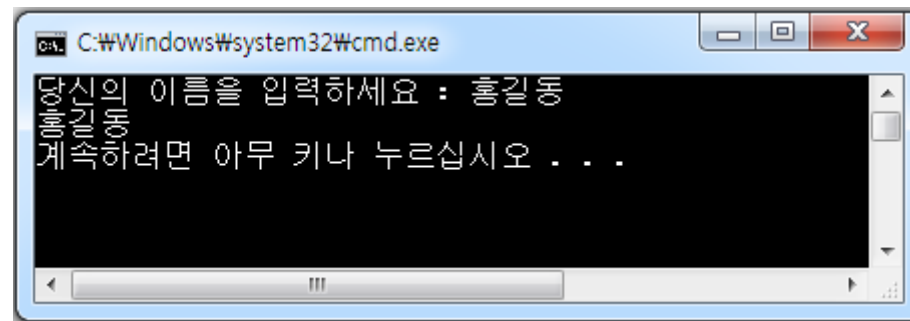 C:₩Windows₩system32₩cmd.exe
당신의 이름을 입력하세요 : 홍길동
홍길동
계속하려면 아무 키나 누르십시오 . . .